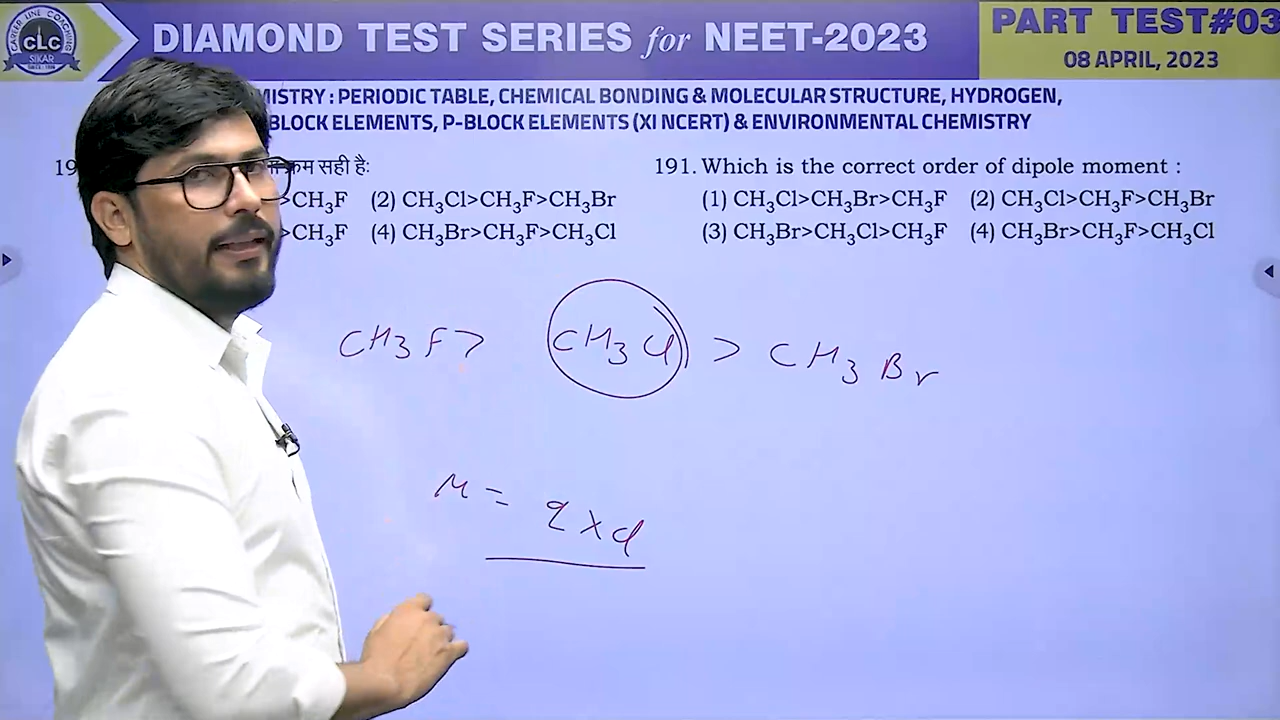 CAREER LINE COACHING
CLC
SIKAR
DIAMOND TEST SERIES for NEET-2023
PART TEST#03
08 APRIL, 2023
MISTRY : PERIODIC TABLE, CHEMICAL BONDING & MOLECULAR STRUCTURE, HYDROGEN,
BLOCK ELEMENTS, P-BLOCK ELEMENTS (XI NCERT) & ENVIRONMENTAL CHEMISTRY
19 क्रम सही है:
>CH₃F (2) CH₃Cl>CH₃F>CH₃Br
>CH₃F (4) CH₃Br>CH₃F>CH₃Cl
191. Which is the correct order of dipole moment :
(1) CH₃Cl>CH₃Br>CH₃F (2) CH₃Cl>CH₃F>CH₃Br
(3) CH₃Br>CH₃Cl>CH₃F (4) CH₃Br>CH₃F>CH₃Cl
CH3F> CH3Cl > CH3Br
μ = q×d